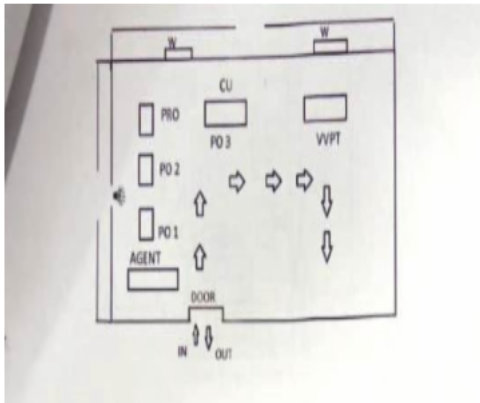 W
W
CU
PRO
PO 3
VVPT
PO 2
PO 1
AGENT
DOOR
IN
OUT